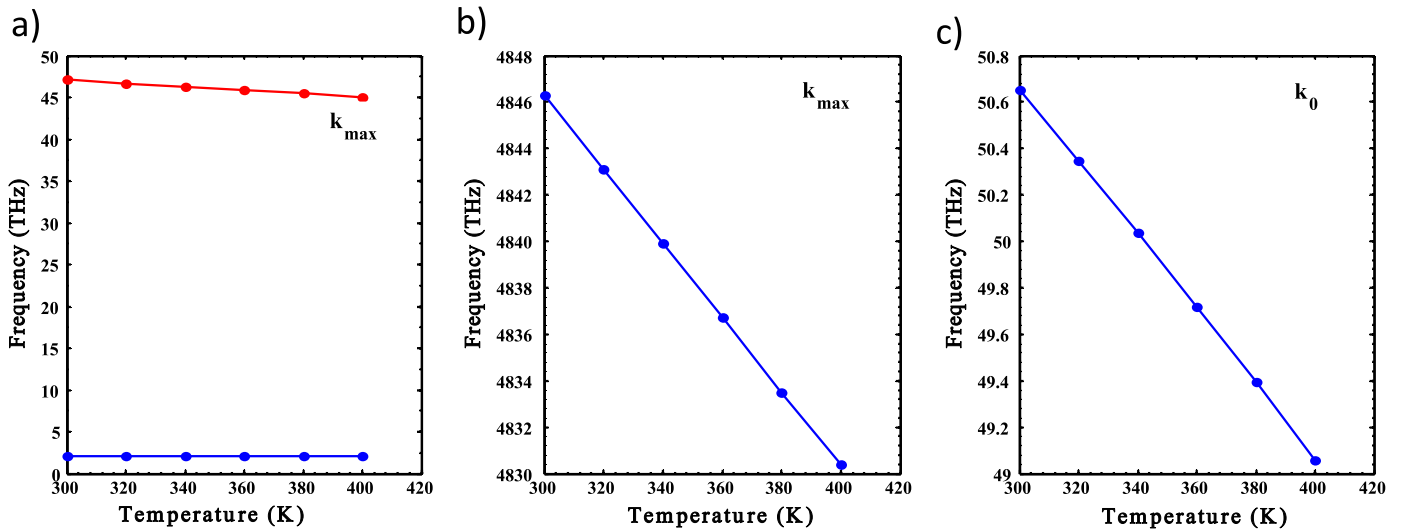 a)
50
45
40
35
30
25
20
15
10
5
0
Frequency (THz)
k_max
300 320 340 360 380 400 420
Temperature (K)
b)
4848
4846
4844
4842
4840
4838
4836
4834
4832
4830
Frequency (THz)
k_max
300 320 340 360 380 400 420
Temperature (K)
c)
50.8
50.6
50.4
50.2
50
49.8
49.6
49.4
49.2
49
Frequency (THz)
k_0
300 320 340 360 380 400 420
Temperature (K)